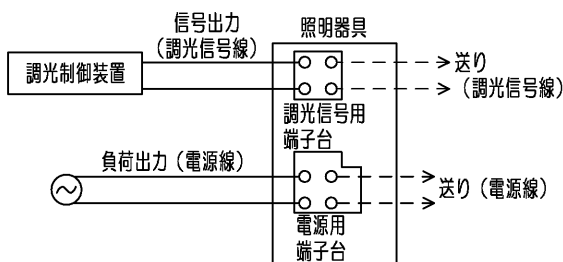 信号出力
（調光信号線）
照明器具
調光制御装置
送り
（調光信号線）
調光信号用
端子台
負荷出力（電源線）
送り（電源線）
電源用
端子台